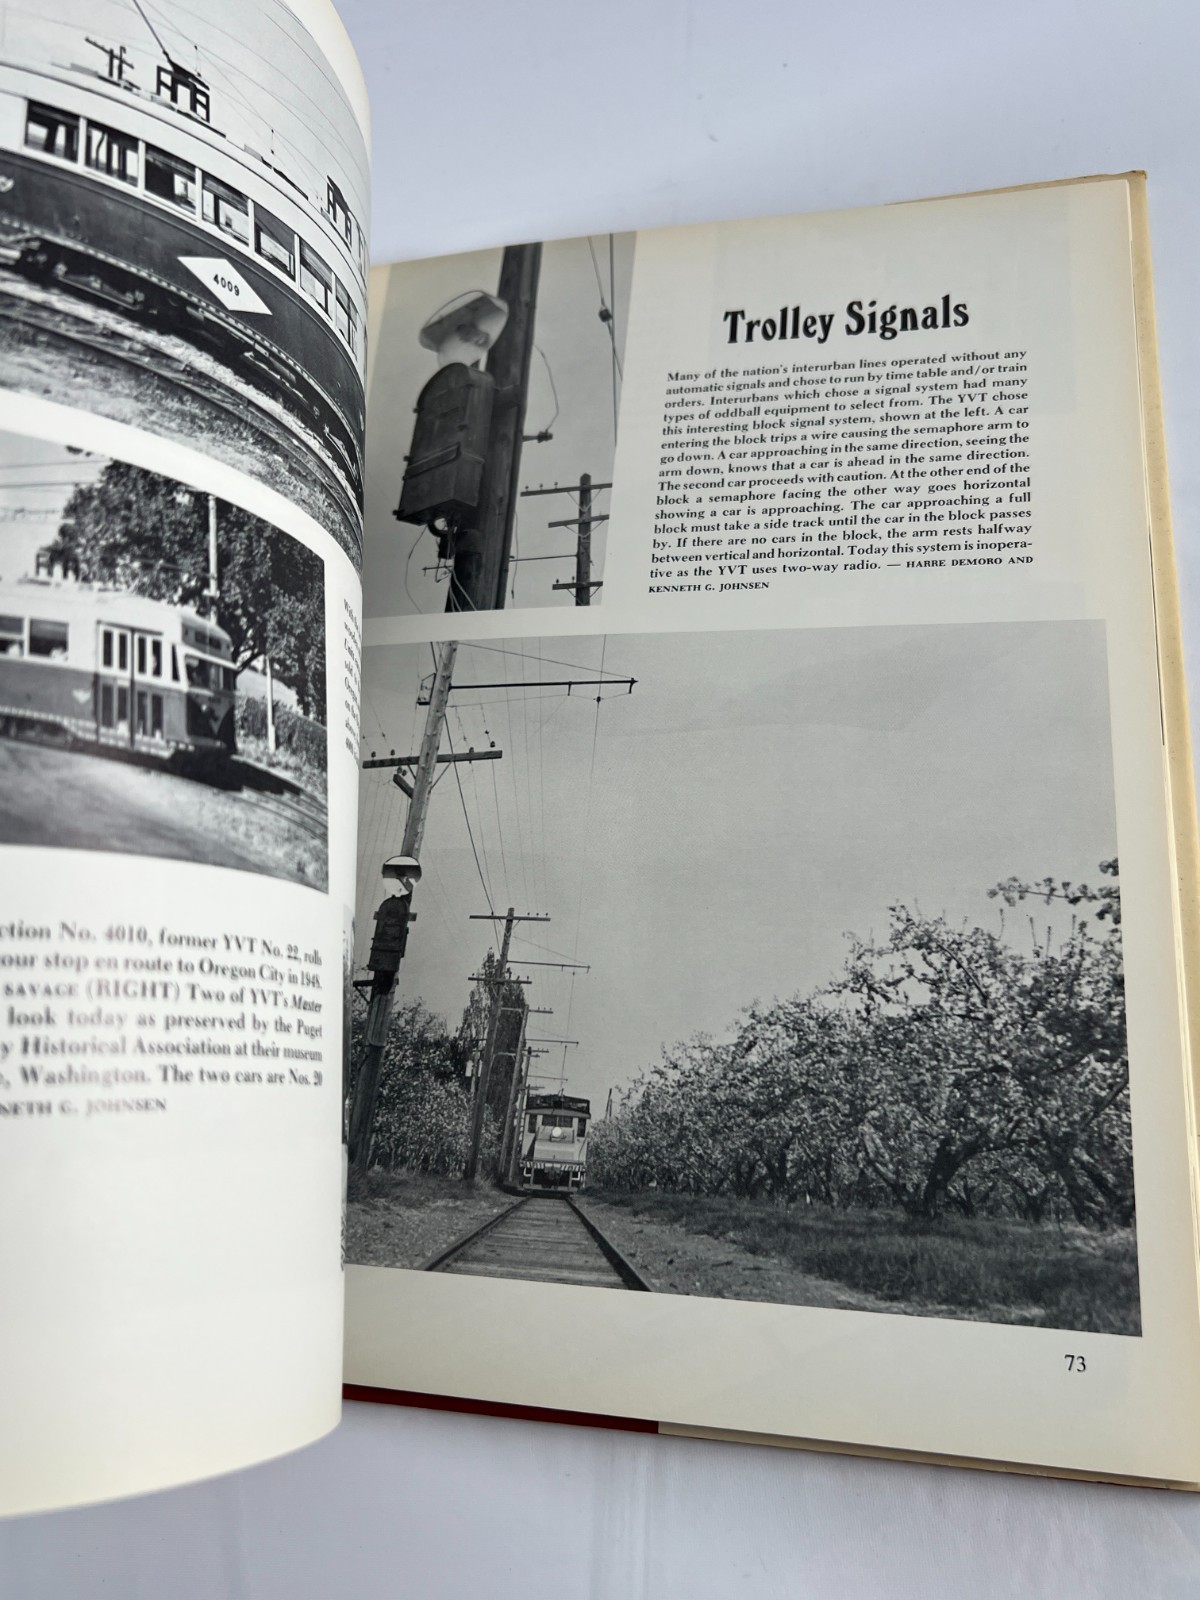 4009
ction No. 4010, former YVT No. 22, rolls
our stop en route to Oregon City in 1948.
SAVAGE (RIGHT) Two of YVT's Master
look today as preserved by the Puget
y Historical Association at their museum
, Washington. The two cars are Nos. 20
NETH G. JOHNSEN
Trolley Signals
Many of the nation's interurban lines operated without any
automatic signals and chose to run by time table and/or train
orders. Interurbans which chose a signal system had many
types of oddball equipment to select from. The YVT chose
this interesting block signal system, shown at the left. A car
entering the block trips a wire causing the semaphore arm to
go down. A car approaching in the same direction, seeing the
arm down, knows that a car is ahead in the same direction.
The second car proceeds with caution. At the other end of the
block a semaphore facing the other way goes horizontal
showing a car is approaching. The car approaching a full
block must take a side track until the car in the block passes
by. If there are no cars in the block, the arm rests halfway
between vertical and horizontal. Today this system is inopera-
tive as the YVT uses two-way radio. — HARRE DEMORO AND
KENNETH G. JOHNSEN
73